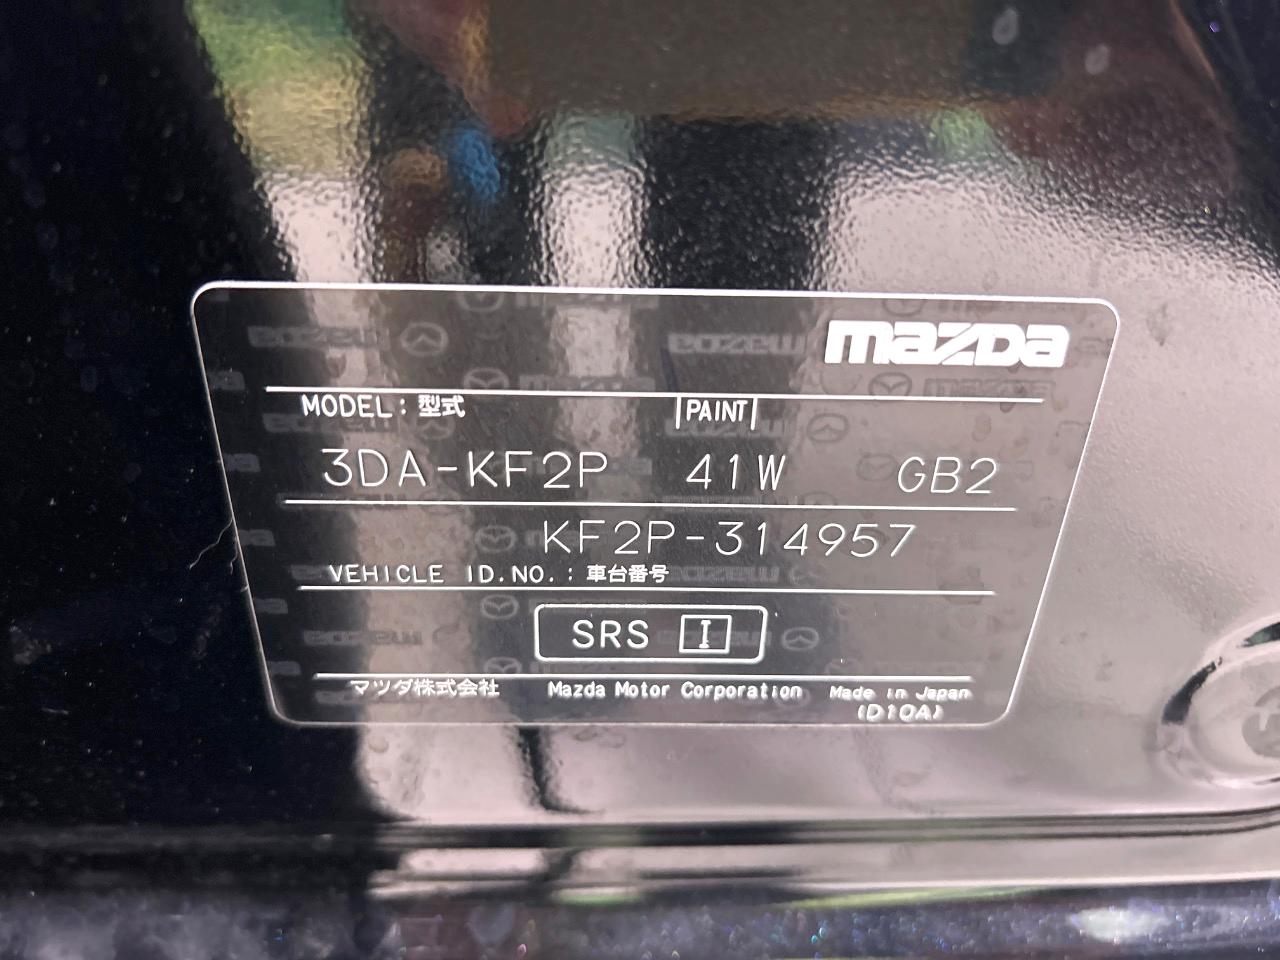 mazda
MODEL: 型式 |PAINT|
3DA-KF2P 41W GB2
KF2P-314957
VEHICLE ID.NO.: 車台番号
SRS I
マツダ株式会社 Mazda Motor Corporation Made in Japan
(D10A)